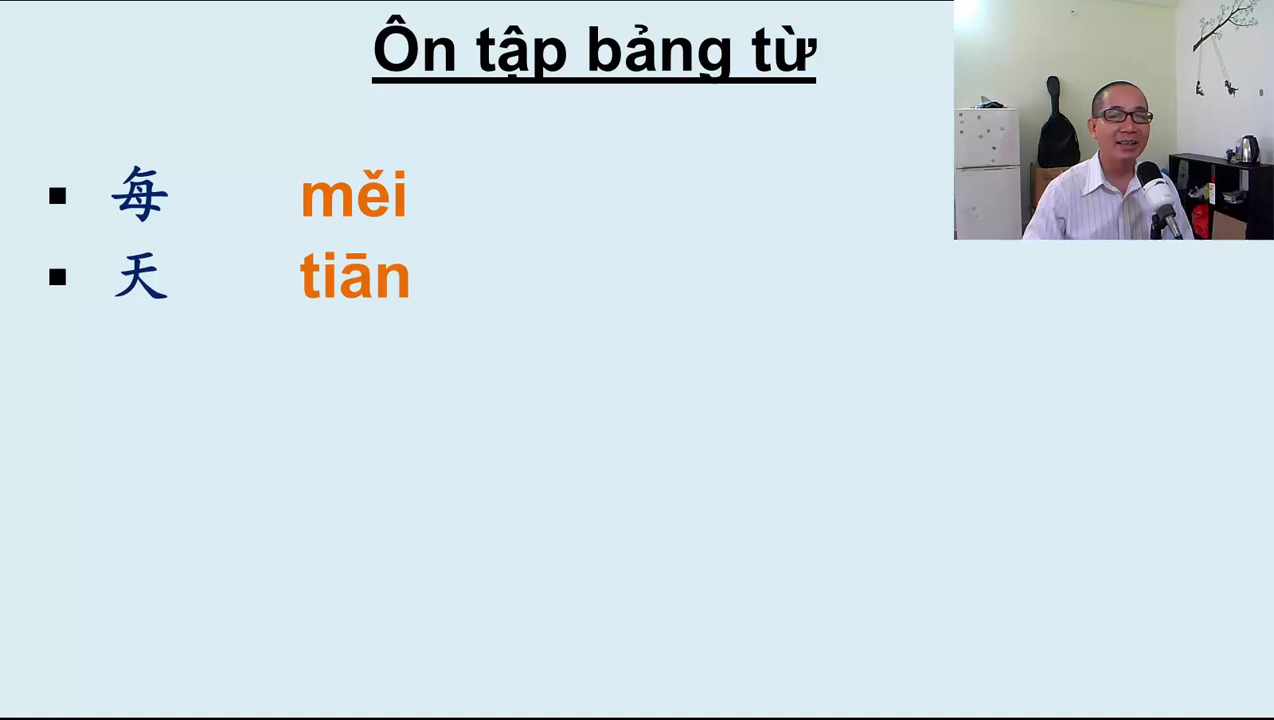 Ôn tập bảng từ
▪ 每 měi
▪ 天 tiān